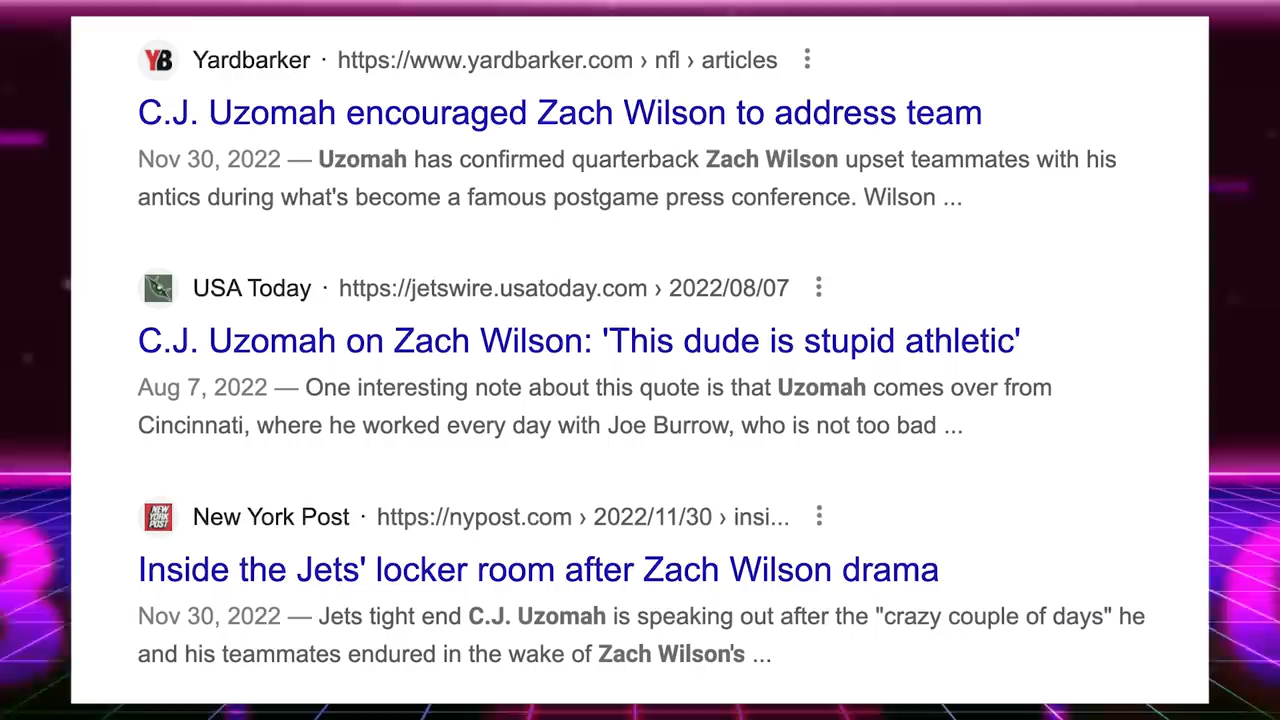 YB Yardbarker · https://www.yardbarker.com › nfl › articles
C.J. Uzomah encouraged Zach Wilson to address team
Nov 30, 2022 — Uzomah has confirmed quarterback Zach Wilson upset teammates with his
antics during what's become a famous postgame press conference. Wilson ...
USA Today · https://jetswire.usatoday.com › 2022/08/07
C.J. Uzomah on Zach Wilson: 'This dude is stupid athletic'
Aug 7, 2022 — One interesting note about this quote is that Uzomah comes over from
Cincinnati, where he worked every day with Joe Burrow, who is not too bad ...
NEW YORK POST New York Post · https://nypost.com › 2022/11/30 › insi...
Inside the Jets' locker room after Zach Wilson drama
Nov 30, 2022 — Jets tight end C.J. Uzomah is speaking out after the "crazy couple of days" he
and his teammates endured in the wake of Zach Wilson's ...